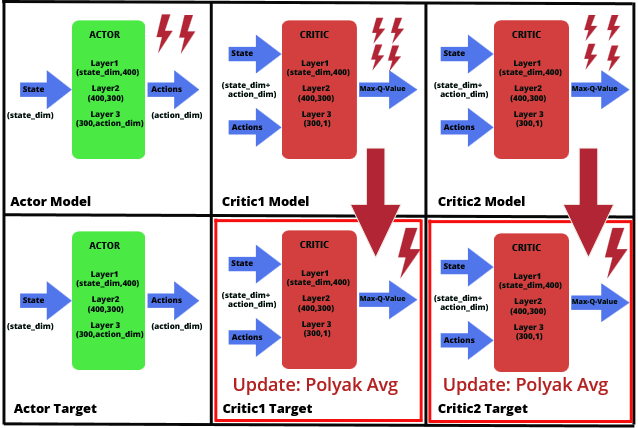 ACTOR
Layer1
(state_dim,400)
Layer2
(400,300)
Layer 3
(300,action_dim)
State
(state_dim)
Actions
(action_dim)
Actor Model
CRITIC
Layer1
(state_dim,400)
Layer2
(400,300)
Layer 3
(300,1)
State
(state_dim+
action_dim)
Actions
Max-Q-Value
Critic1 Model
CRITIC
Layer1
(state_dim,400)
Layer2
(400,300)
Layer 3
(300,1)
State
(state_dim+
action_dim)
Actions
Max-Q-Value
Critic2 Model
ACTOR
Layer1
(state_dim,400)
Layer2
(400,300)
Layer 3
(300,action_dim)
State
(state_dim)
Actions
(action_dim)
Actor Target
CRITIC
Layer1
(state_dim,400)
Layer2
(400,300)
Layer 3
(300,1)
State
(state_dim+
action_dim)
Actions
Max-Q-Value
Update: Polyak Avg
Critic1 Target
CRITIC
Layer1
(state_dim,400)
Layer2
(400,300)
Layer 3
(300,1)
State
(state_dim+
action_dim)
Actions
Max-Q-Value
Update: Polyak Avg
Critic2 Target